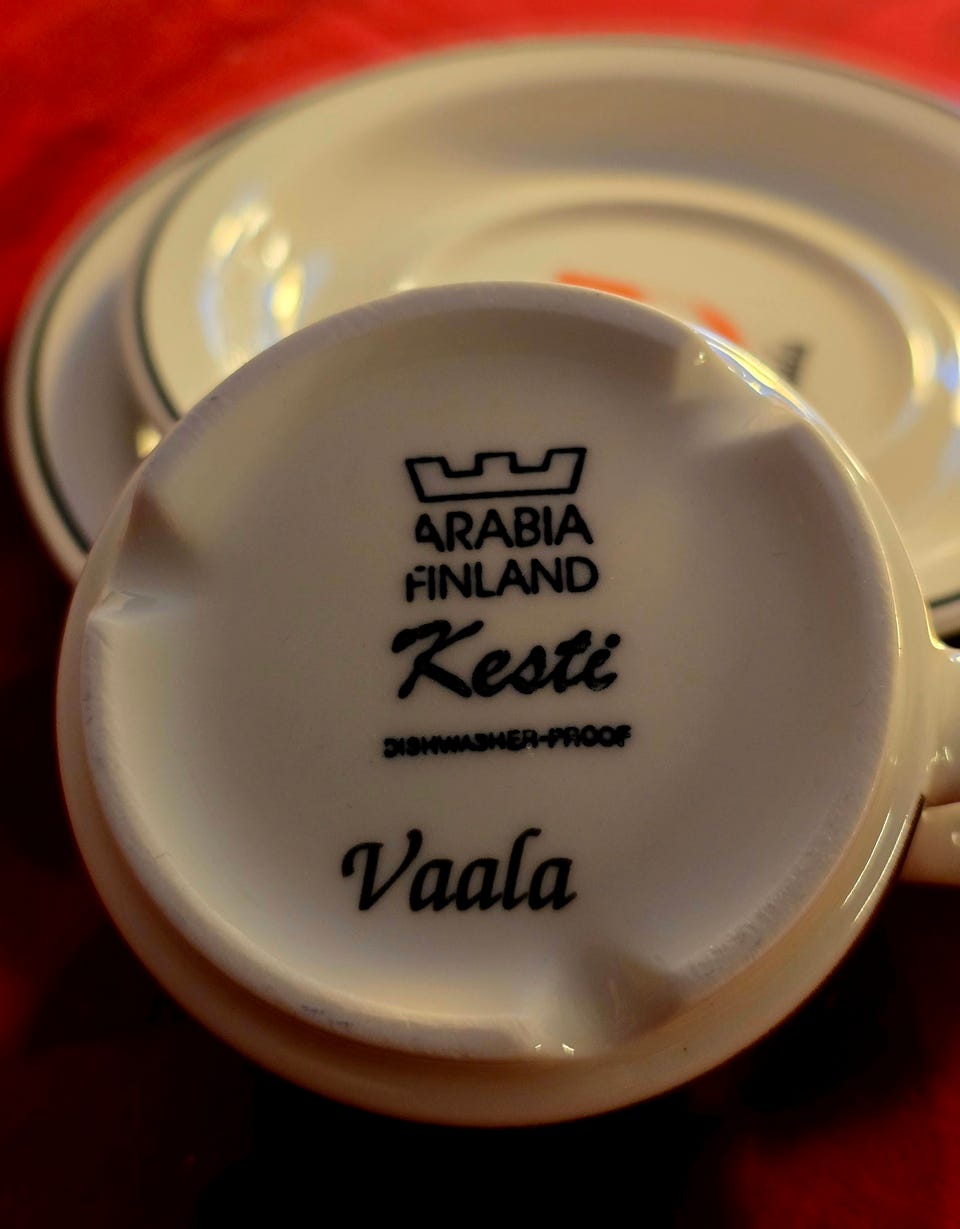 ARABIA
FINLAND
Kesti
DISHWASHER-PROOF
Vaala